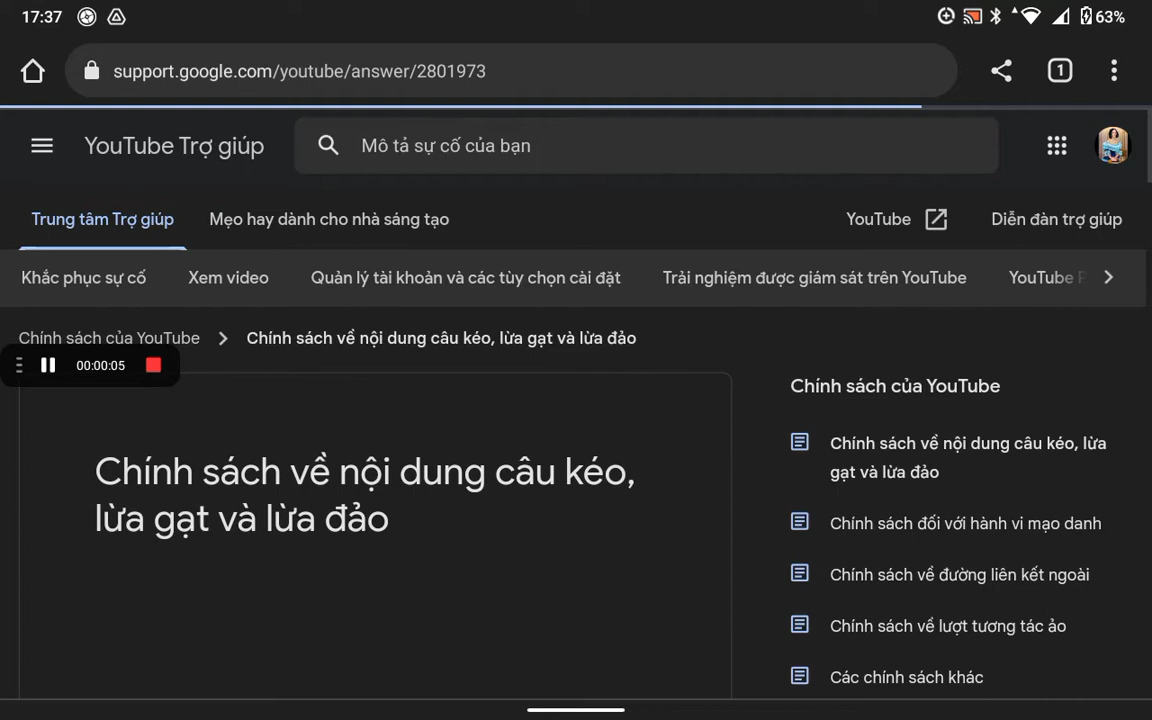 17:37
63%
support.google.com/youtube/answer/2801973
1
YouTube Trợ giúp
Mô tả sự cố của bạn
Trung tâm Trợ giúp
Mẹo hay dành cho nhà sáng tạo
YouTube
Diễn đàn trợ giúp
Khắc phục sự cố
Xem video
Quản lý tài khoản và các tùy chọn cài đặt
Trải nghiệm được giám sát trên YouTube
YouTube P
Chính sách của YouTube
Chính sách về nội dung câu kéo, lừa gạt và lừa đảo
00:00:05
Chính sách về nội dung câu kéo,
lừa gạt và lừa đảo
Chính sách của YouTube
Chính sách về nội dung câu kéo, lừa
gạt và lừa đảo
Chính sách đối với hành vi mạo danh
Chính sách về đường liên kết ngoài
Chính sách về lượt tương tác ảo
Các chính sách khác